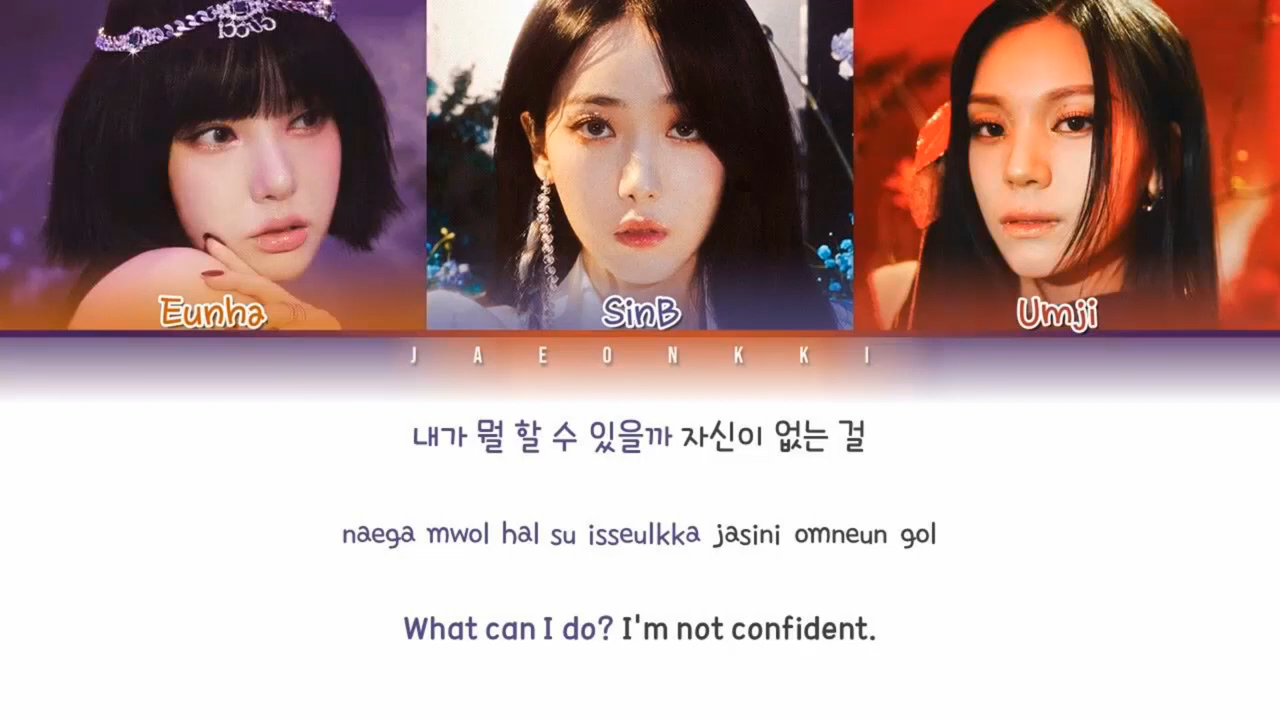 Eunha
SinB
Umji
JAEONKKI
내가 뭘 할 수 있을까 자신이 없는 걸
naega mwol hal su isseulkka jasini omneun gol
What can I do? I'm not confident.